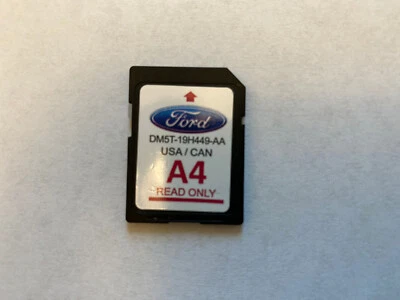 Ford
DM5T-19H449-AA
USA / CAN
A4
READ ONLY